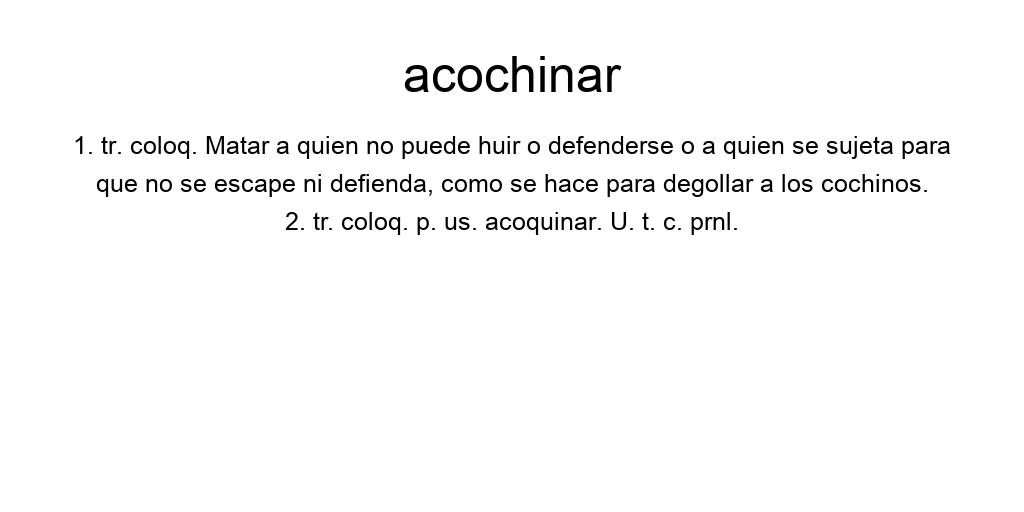 acochinar
1. tr. coloq. Matar a quien no puede huir o defenderse o a quien se sujeta para
que no se escape ni defienda, como se hace para degollar a los cochinos.
2. tr. coloq. p. us. acoquinar. U. t. c. prnl.